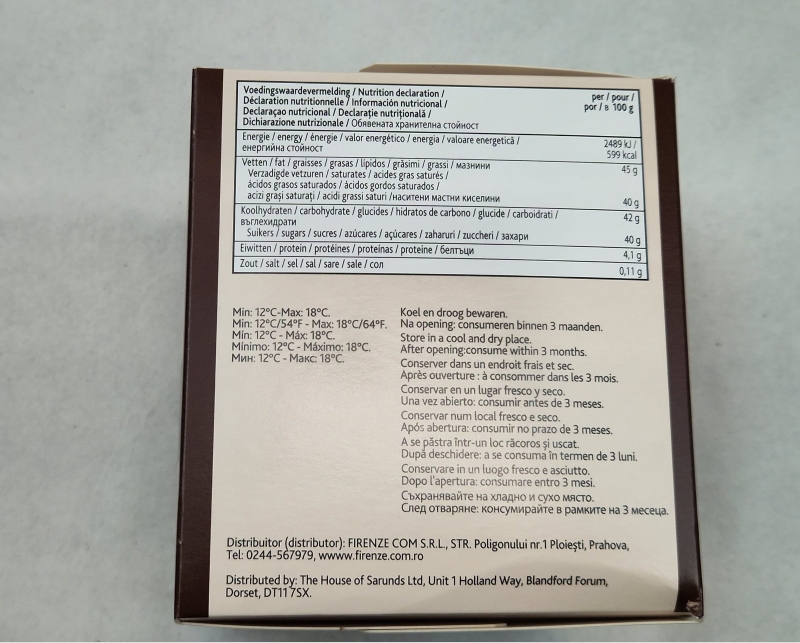 Voedingswaardevermelding / Nutrition declaration /
Déclaration nutritionnelle / Información nutricional /
Declaraçao nutricional / Declarație nutrițională /
Dichiarazione nutrizionale / Обявената хранителна стойност
per / pour /
por / в 100 g
Energie / energy / énergie / valor energético / energia / valoare energetică /
енергийна стойност
2489 kJ /
599 kcal
Vetten / fat / graisses / grasas / lípidos / grăsimi / grassi / мазнини
45 g
Verzadigde vetzuren / saturates / acides gras saturés /
ácidos grasos saturados / ácidos gordos saturados /
acizi grași saturați / acidi grassi saturi /наситени мастни киселини
40 g
Koolhydraten / carbohydrate / glucides / hidratos de carbono / glucide / carboidrati /
въглехидрати
42 g
Suikers / sugars / sucres / azúcares / açúcares / zaharuri / zuccheri / захари
40 g
Eiwitten / protein / protéines / proteínas / proteine / белтъци
4,1 g
Zout / salt / sel / sal / sare / sale / сол
0,11 g
Min: 12°C-Max: 18°C.
Min: 12°C/54°F - Max: 18°C/64°F.
Mín: 12°C - Máx: 18°C.
Mínimo: 12°C - Máximo: 18°C.
Мин: 12°C - Макс: 18°C.
Koel en droog bewaren.
Na opening: consumeren binnen 3 maanden.
Store in a cool and dry place.
After opening:consume within 3 months.
Conserver dans un endroit frais et sec.
Après ouverture : à consommer dans les 3 mois.
Conservar en un lugar fresco y seco.
Una vez abierto: consumir antes de 3 meses.
Conservar num local fresco e seco.
Após abertura: consumir no prazo de 3 meses.
A se păstra într-un loc răcoros și uscat.
După deschidere: a se consuma în termen de 3 luni.
Conservare in un luogo fresco e asciutto.
Dopo l'apertura: consumare entro 3 mesi.
Съхранявайте на хладно и сухо място.
След отваряне: консумирайте в рамките на 3 месеца.
Distribuitor (distributor): FIRENZE COM S.R.L., STR. Poligonului nr.1 Ploiești, Prahova,
Tel: 0244-567979, wwww.firenze.com.ro
Distributed by: The House of Sarunds Ltd, Unit 1 Holland Way, Blandford Forum,
Dorset, DT11 7SX.